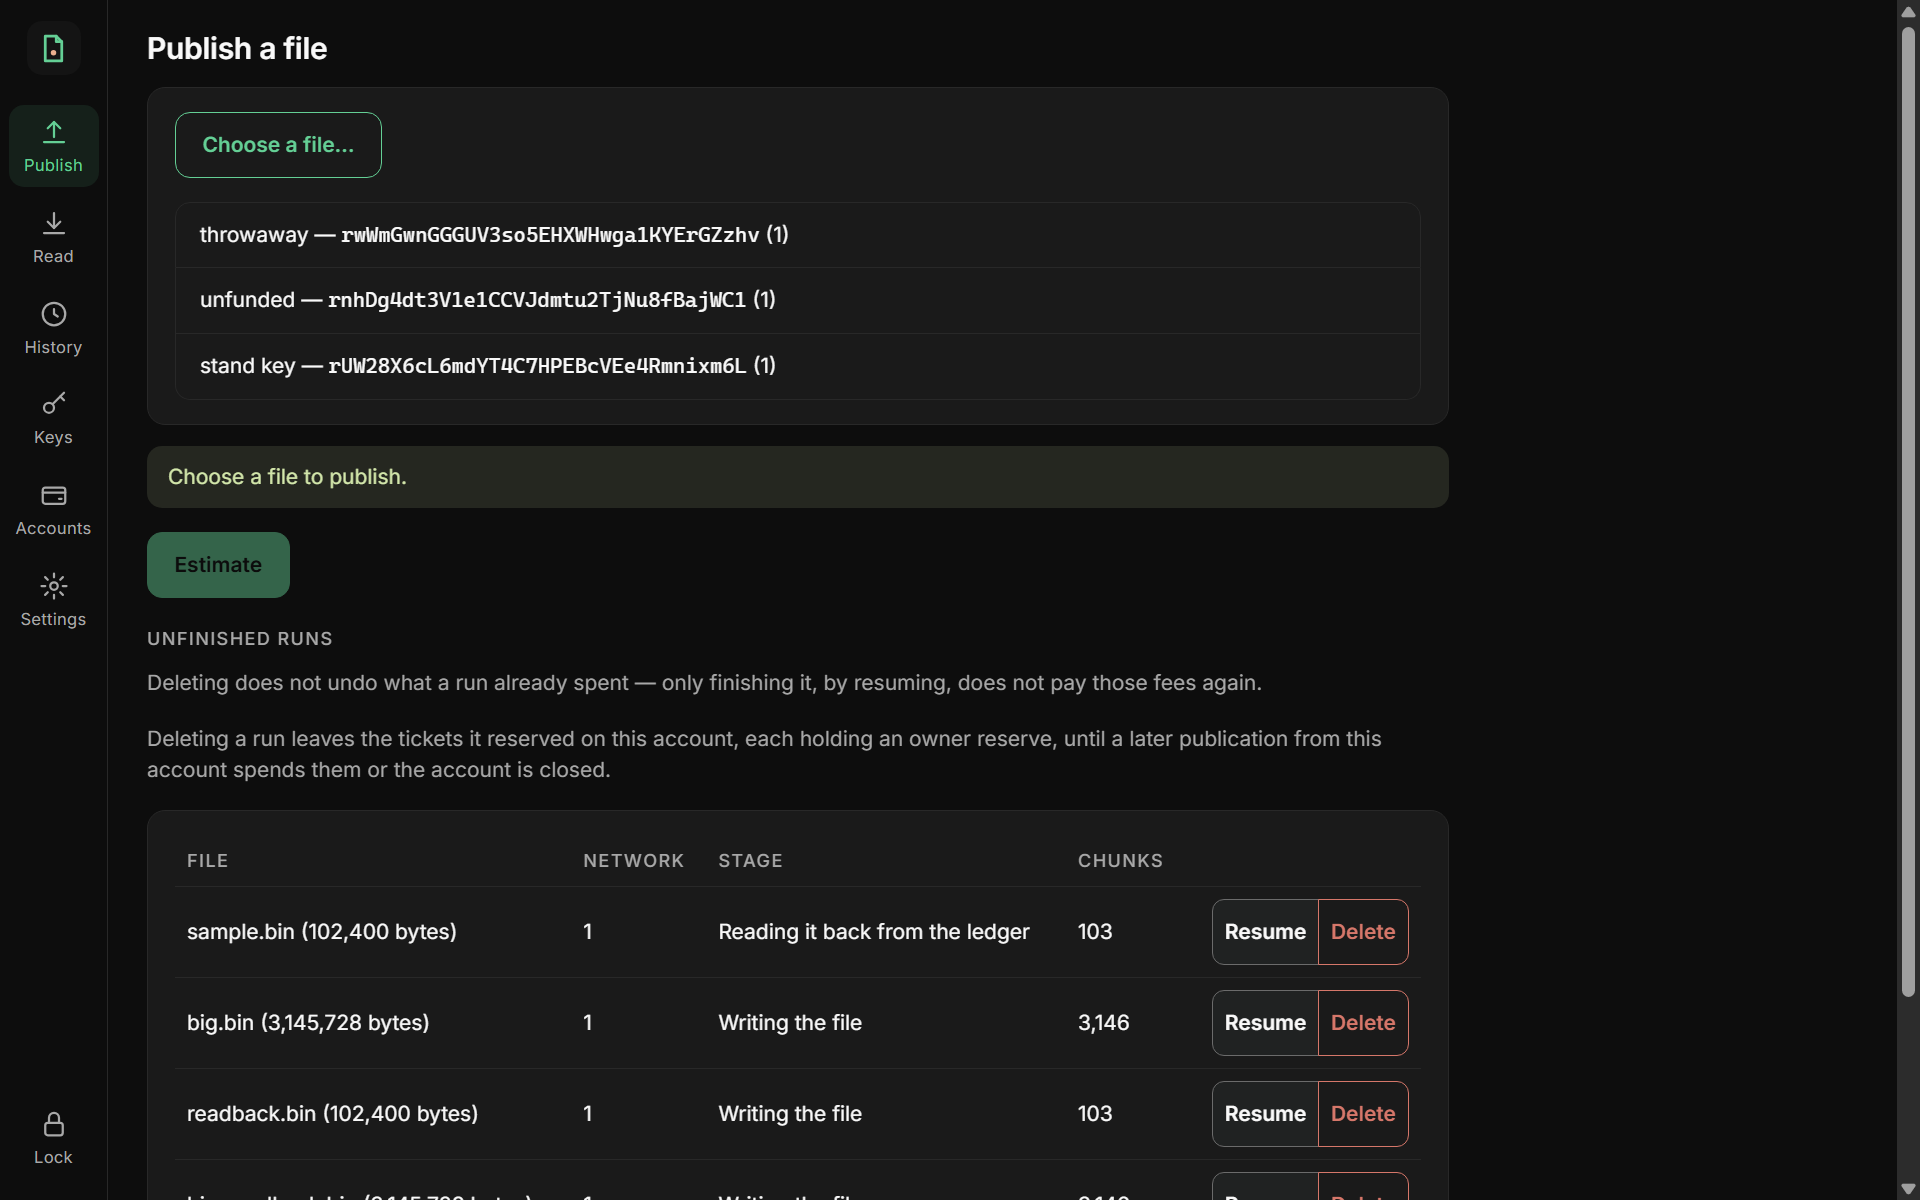 Publish a file
Publish
Read
History
Keys
Accounts
Settings
Lock
Choose a file...
throwaway — rwWmGwnGGGUV3so5EHXWHwga1KYErGZzhv (1)
unfunded — rnhDg4dt3V1e1CCVJdmtu2TjNu8fBajWC1 (1)
stand key — rUW28X6cL6mdYT4C7HPEBcVEe4Rmnixm6L (1)
Choose a file to publish.
Estimate
UNFINISHED RUNS
Deleting does not undo what a run already spent — only finishing it, by resuming, does not pay those fees again.
Deleting a run leaves the tickets it reserved on this account, each holding an owner reserve, until a later publication from this
account spends them or the account is closed.
FILE NETWORK STAGE CHUNKS
sample.bin (102,400 bytes) 1 Reading it back from the ledger 103 Resume Delete
big.bin (3,145,728 bytes) 1 Writing the file 3,146 Resume Delete
readback.bin (102,400 bytes) 1 Writing the file 103 Resume Delete